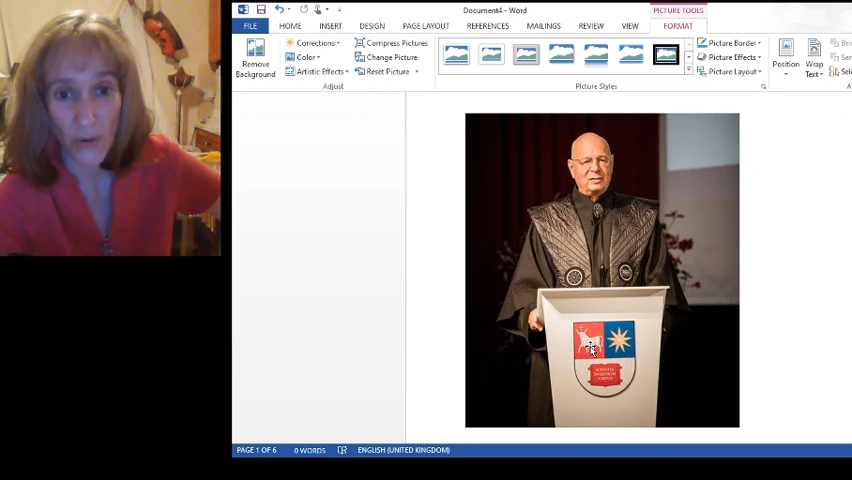 Document4 - Word
PICTURE TOOLS
FILE
HOME
INSERT
DESIGN
PAGE LAYOUT
REFERENCES
MAILINGS
REVIEW
VIEW
FORMAT
Remove
Background
Corrections
Color
Artistic Effects
Compress Pictures
Change Picture
Reset Picture
Adjust
Picture Styles
Picture Border
Picture Effects
Picture Layout
Position
Wrap
Text
PAGE 1 OF 6
0 WORDS
ENGLISH (UNITED KINGDOM)